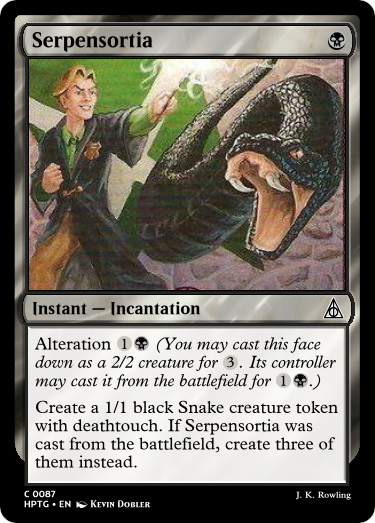 Serpensortia
Instant — Incantation
Alteration 1 (You may cast this face
down as a 2/2 creature for 3. Its controller
may cast it from the battlefield for 1.)
Create a 1/1 black Snake creature token
with deathtouch. If Serpensortia was
cast from the battlefield, create three of
them instead.
C 0087
HPTG • EN Kevin Dobler
J. K. Rowling